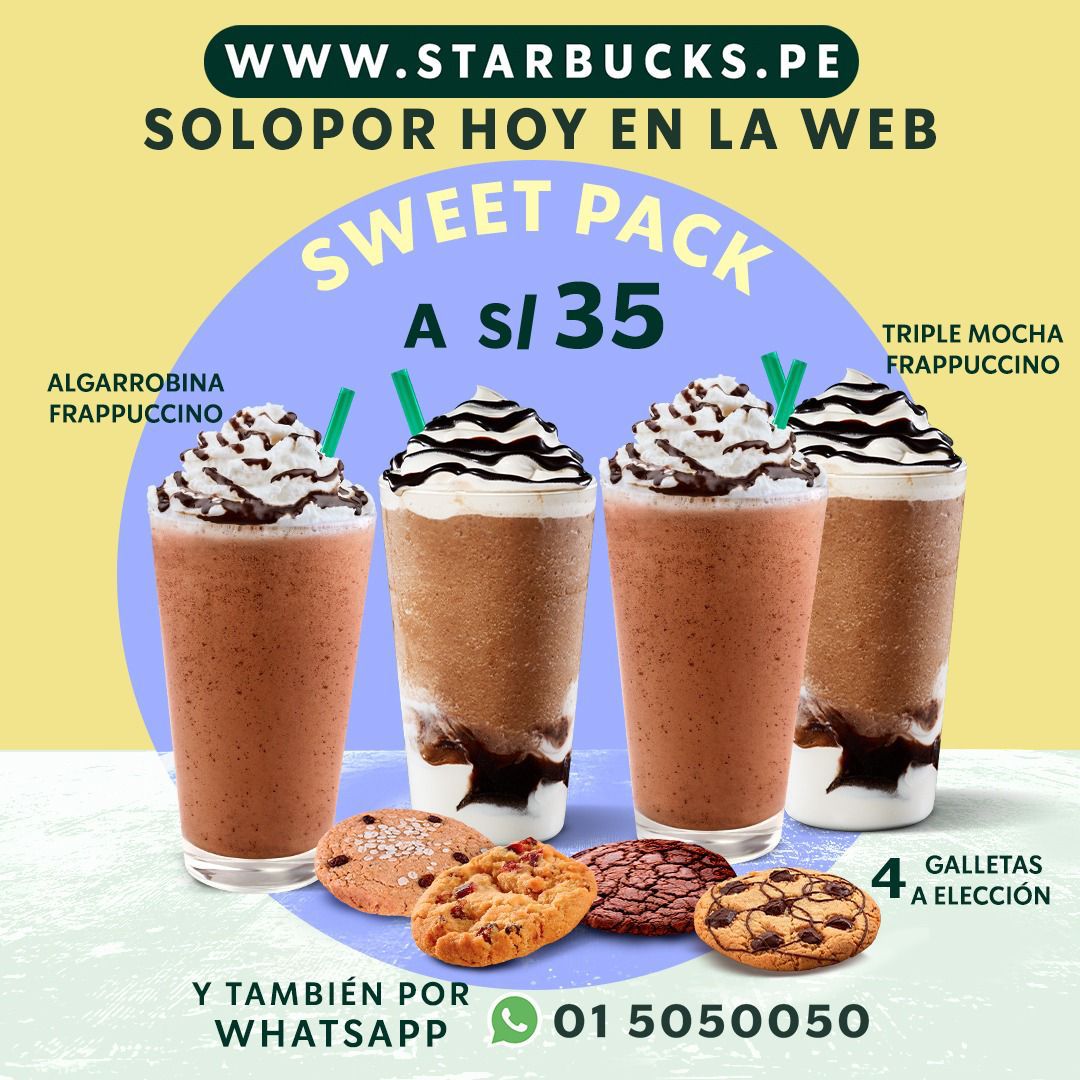 WWW.STARBUCKS.PE
SOLOPOR HOY EN LA WEB
SWEET PACK
A S/ 35
TRIPLE MOCHA
FRAPPUCCINO
ALGARROBINA
FRAPPUCCINO
4 GALLETAS
A ELECCIÓN
Y TAMBIÉN POR
WHATSAPP 01 5050050